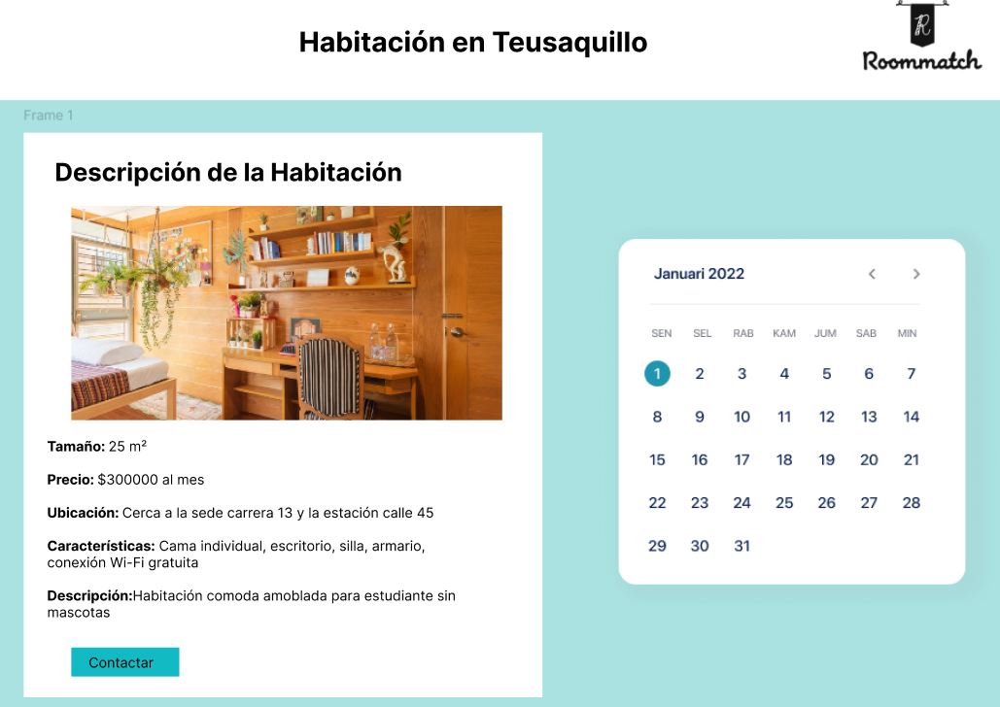 Habitación en Teusaquillo
R
Roommatch
Frame 1
Descripción de la Habitación
Tamaño: 25 m²
Precio: $300000 al mes
Ubicación: Cerca a la sede carrera 13 y la estación calle 45
Características: Cama individual, escritorio, silla, armario,
conexión Wi-Fi gratuita
Descripción:Habitación comoda amoblada para estudiante sin
mascotas
Contactar
Januari 2022
SEN SEL RAB KAM JUM SAB MIN
1 2 3 4 5 6 7
8 9 10 11 12 13 14
15 16 17 18 19 20 21
22 23 24 25 26 27 28
29 30 31